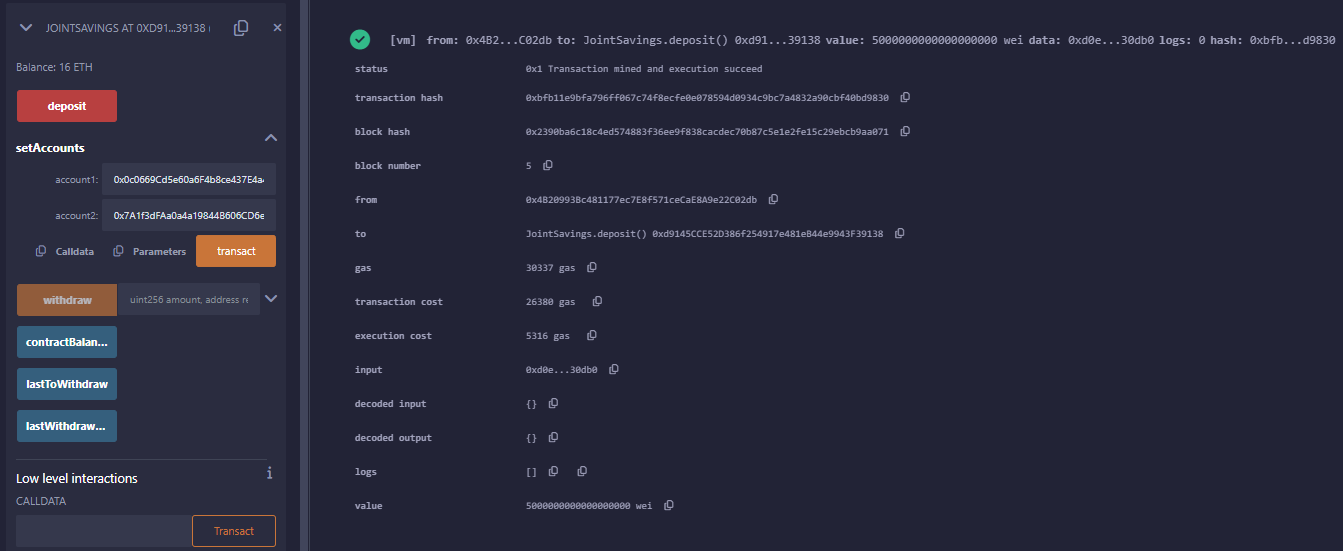 JOINTSAVINGS AT 0XD91...39138
Balance: 16 ETH
deposit
setAccounts
account1: 0x0c0669Cd5e60a6F4b8ce437E4a
account2: 0x7A1f3dFAa0a4a19844B606CD6e
Calldata Parameters transact
withdraw uint256 amount, address re
contractBalan...
lastToWithdraw
lastWithdraw...
Low level interactions i
CALLDATA
Transact
[vm] from: 0x4B2...C02db to: JointSavings.deposit() 0xd91...39138 value: 5000000000000000000 wei data: 0xd0e...30db0 logs: 0 hash: 0xbfb...d9830
status 0x1 Transaction mined and execution succeed
transaction hash 0xbfb11e9bfa796ff067c74f8ecfe0e078594d0934c9bc7a4832a90cbf40bd9830
block hash 0x2390ba6c18c4ed574883f36ee9f838cacdec70b87c5e1e2fe15c29ebcb9aa071
block number 5
from 0x4B20993Bc481177ec7E8f571ceCaE8A9e22C02db
to JointSavings.deposit() 0xd9145CCE52D386f254917e481eB44e9943F39138
gas 30337 gas
transaction cost 26380 gas
execution cost 5316 gas
input 0xd0e...30db0
decoded input {}
decoded output {}
logs []
value 5000000000000000000 wei